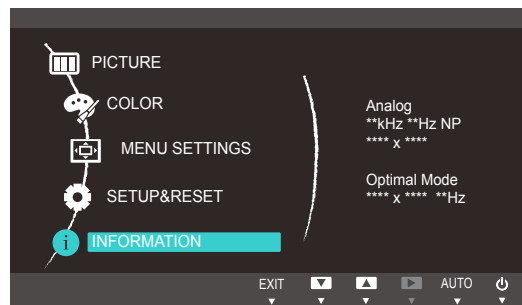 PICTURE
COLOR
MENU SETTINGS
SETUP&RESET
i INFORMATION
Analog
**kHz **Hz NP
**** x ****
Optimal Mode
**** x **** **Hz
EXIT AUTO